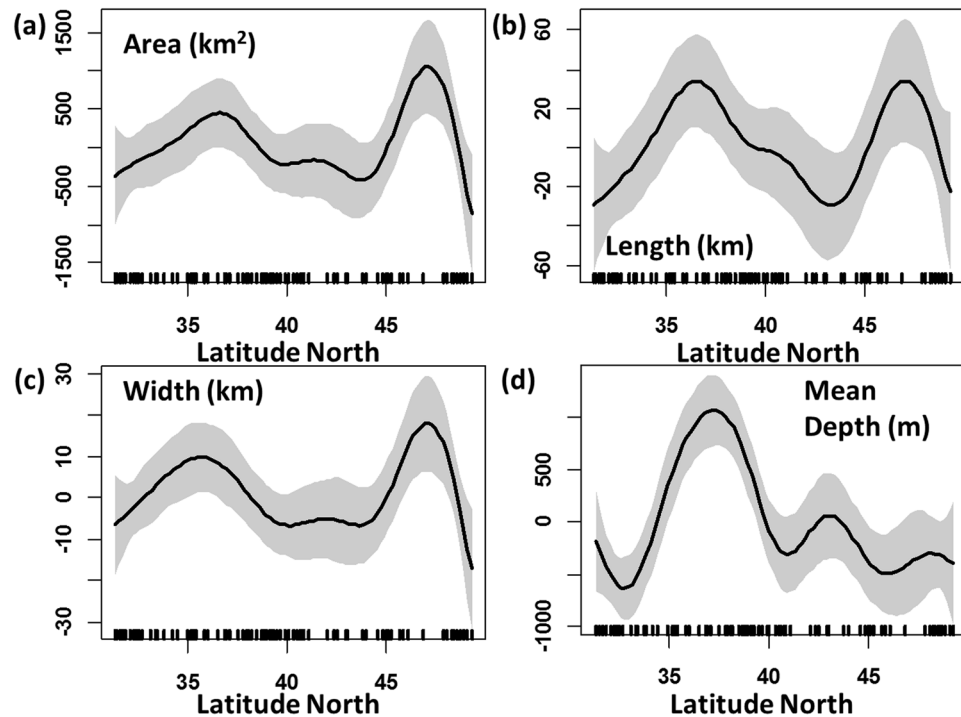 (a)
Area (km²)
1500
500
-500
-1500
35 40 45
Latitude North
(b)
Length (km)
60
20
-20
-60
35 40 45
Latitude North
(c)
Width (km)
30
10
0
-10
-30
35 40 45
Latitude North
(d)
Mean
Depth (m)
500
0
-1000
35 40 45
Latitude North